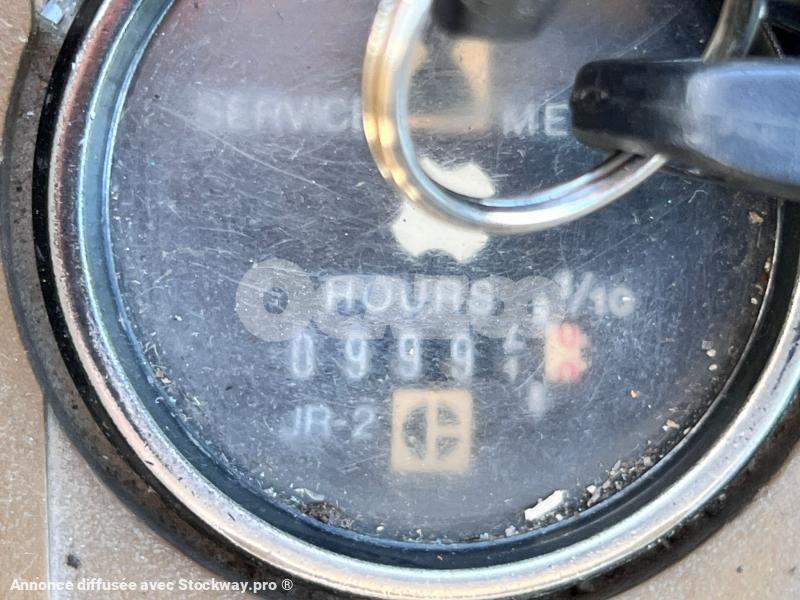 SERVICE ME
HOURS 1/10
0999
JR-2
Annonce diffusée avec Stockway.pro ®